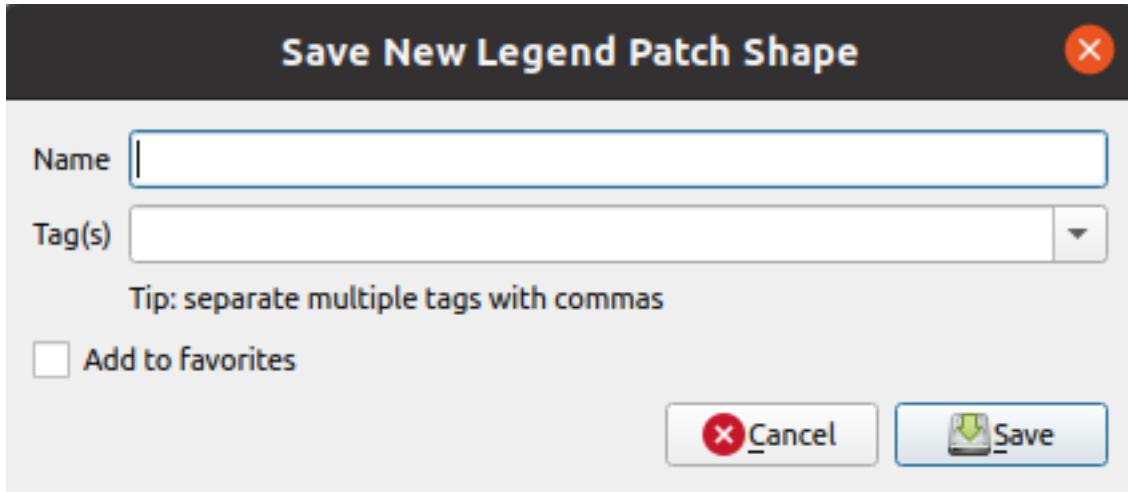 Save New Legend Patch Shape
Name
Tag(s)
Tip: separate multiple tags with commas
Add to favorites
Cancel Save